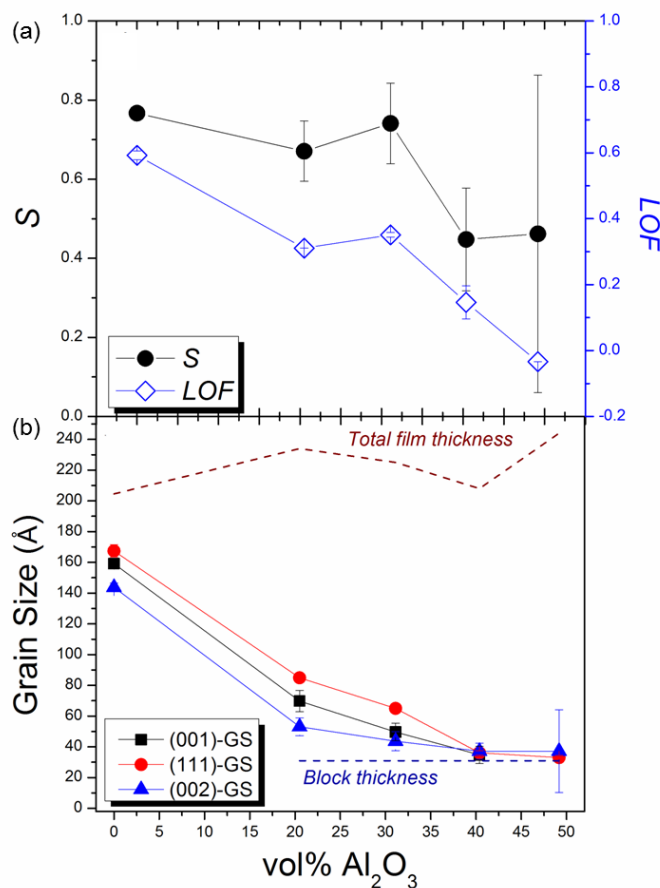 (a)
1.0
0.8
0.6
0.4
0.2
0.0
S
1.0
0.8
0.6
0.4
0.2
0.0
-0.2
LOF
S
LOF
(b)
240
220
200
180
160
140
120
100
80
60
40
20
0
Grain Size (Å)
Total film thickness
Block thickness
(001)-GS
(111)-GS
(002)-GS
0 5 10 15 20 25 30 35 40 45 50
vol% Al₂O₃